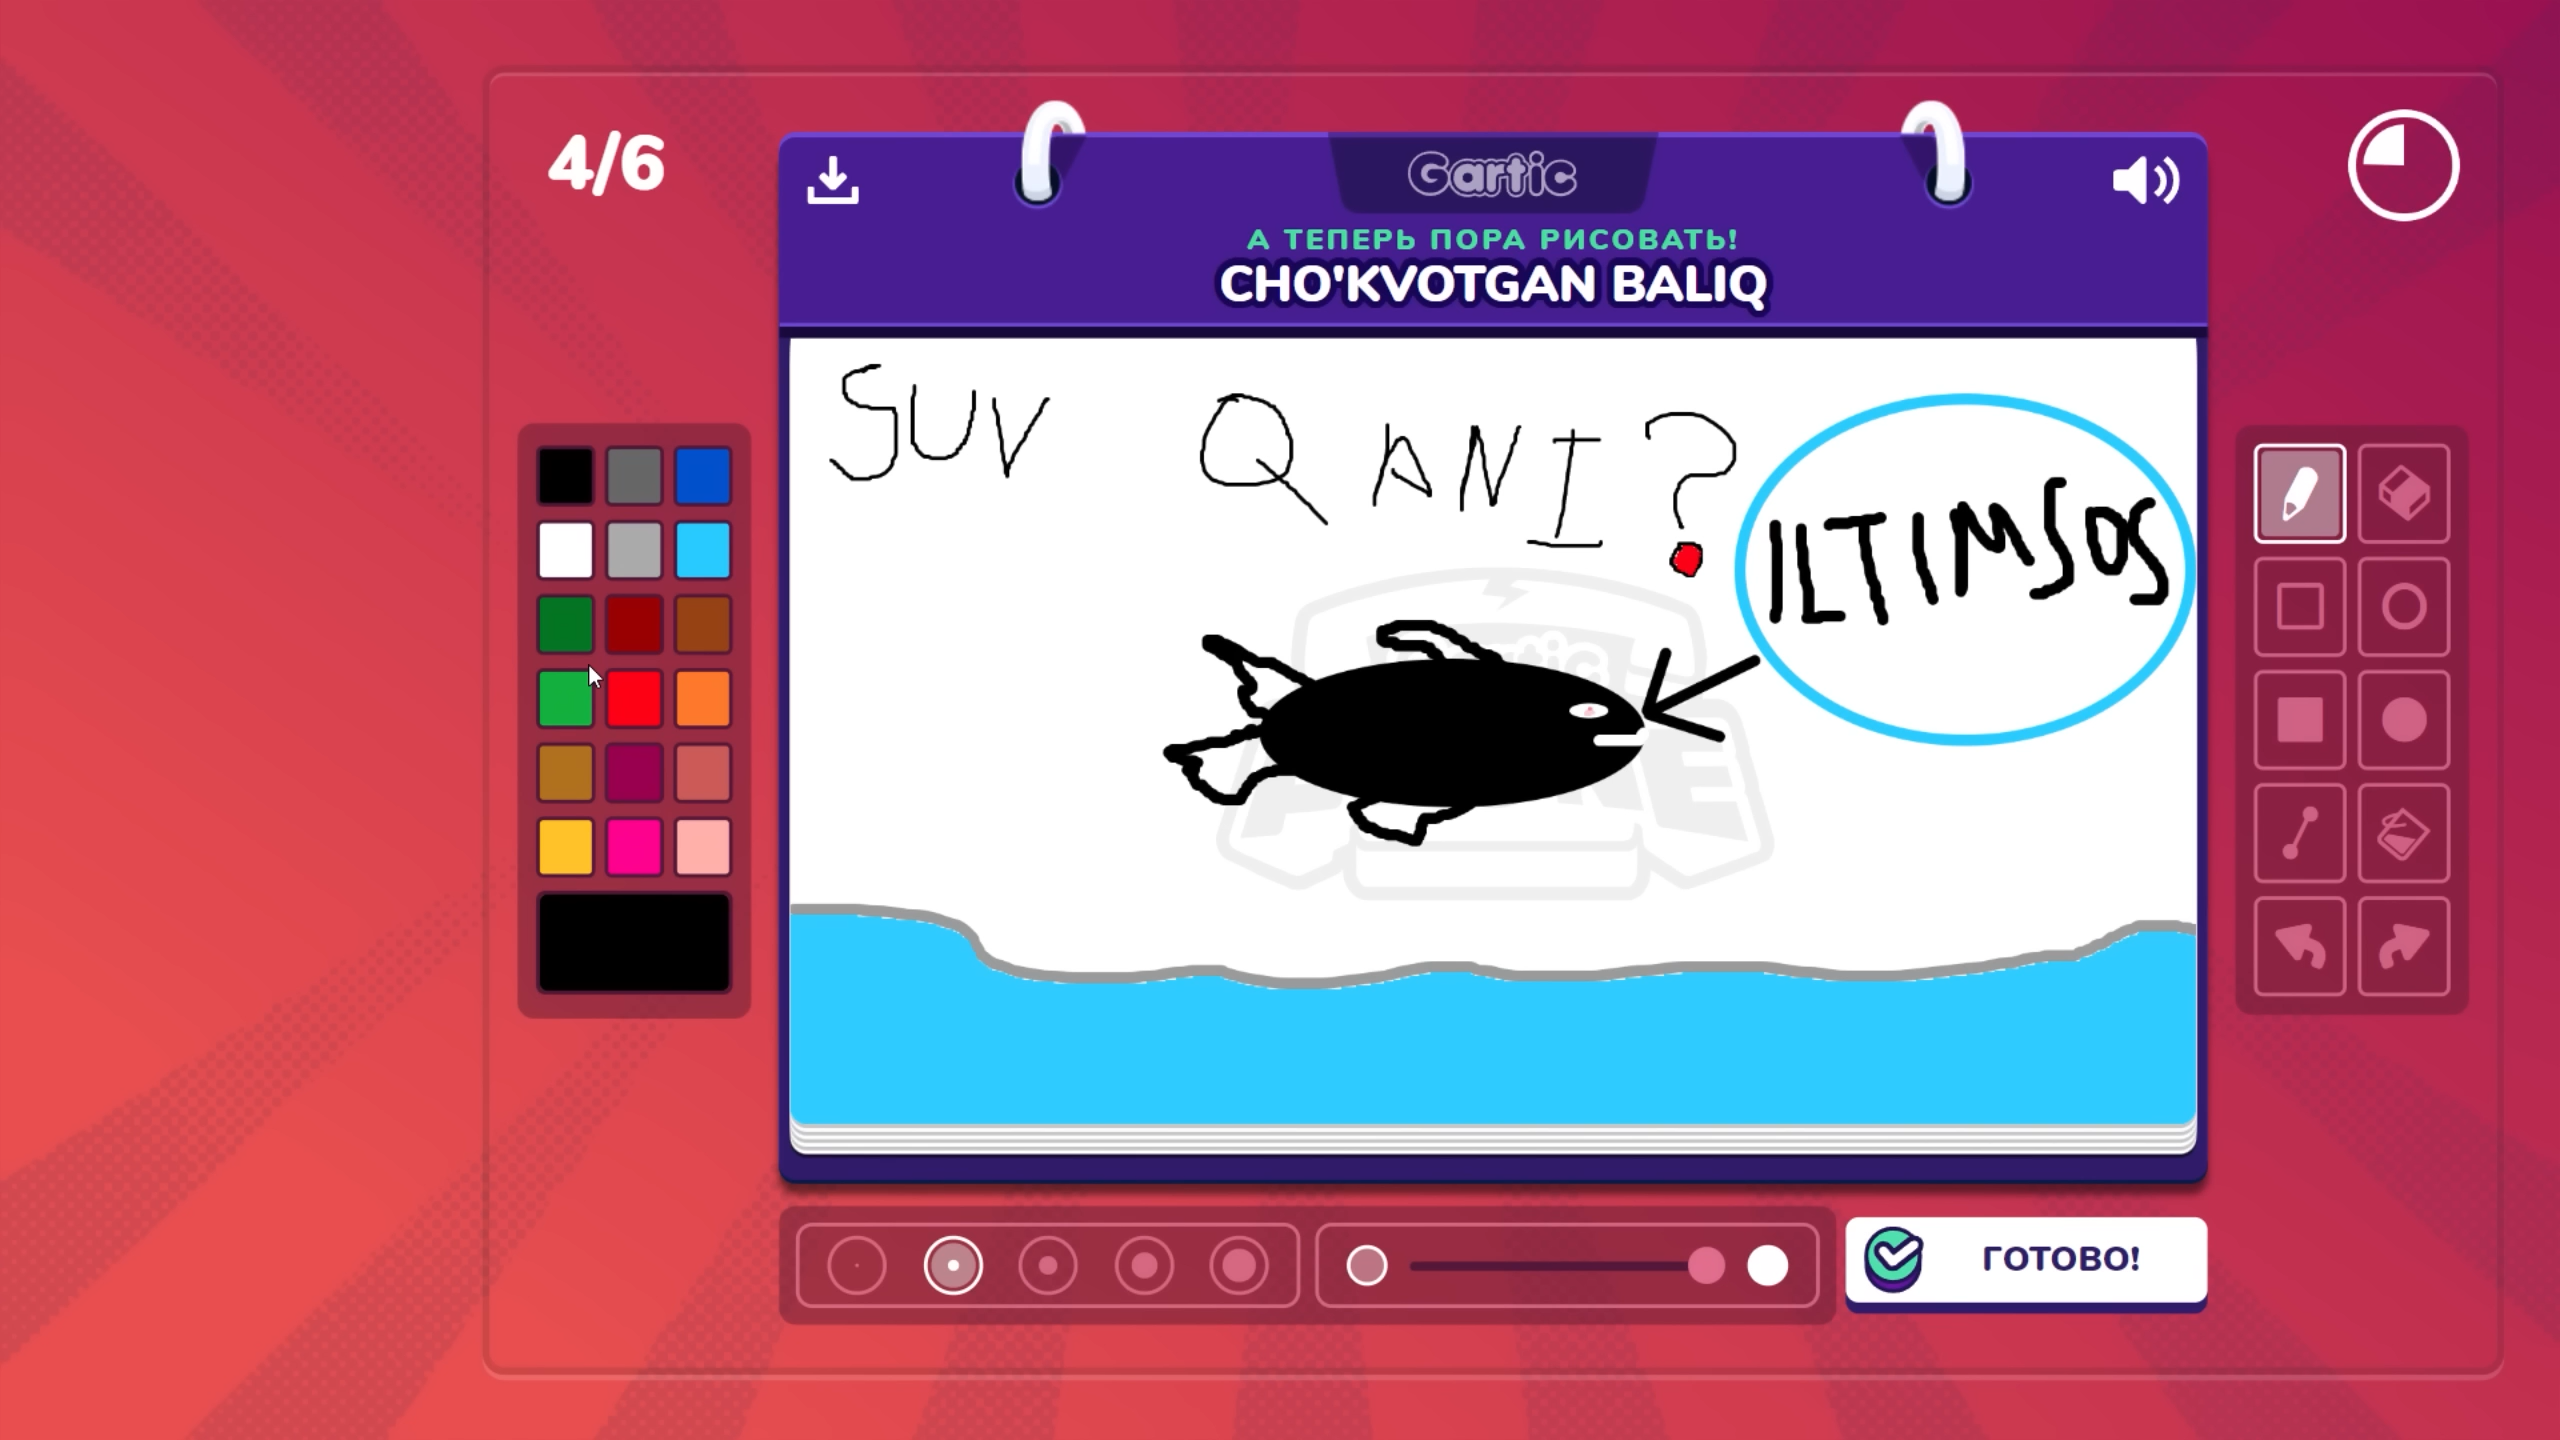 4/6
Gartic
А ТЕПЕРЬ ПОРА РИСОВАТЬ!
CHO'KVOTGAN BALIQ
SUV QANI?
ILTIMSOS
ГОТОВО!